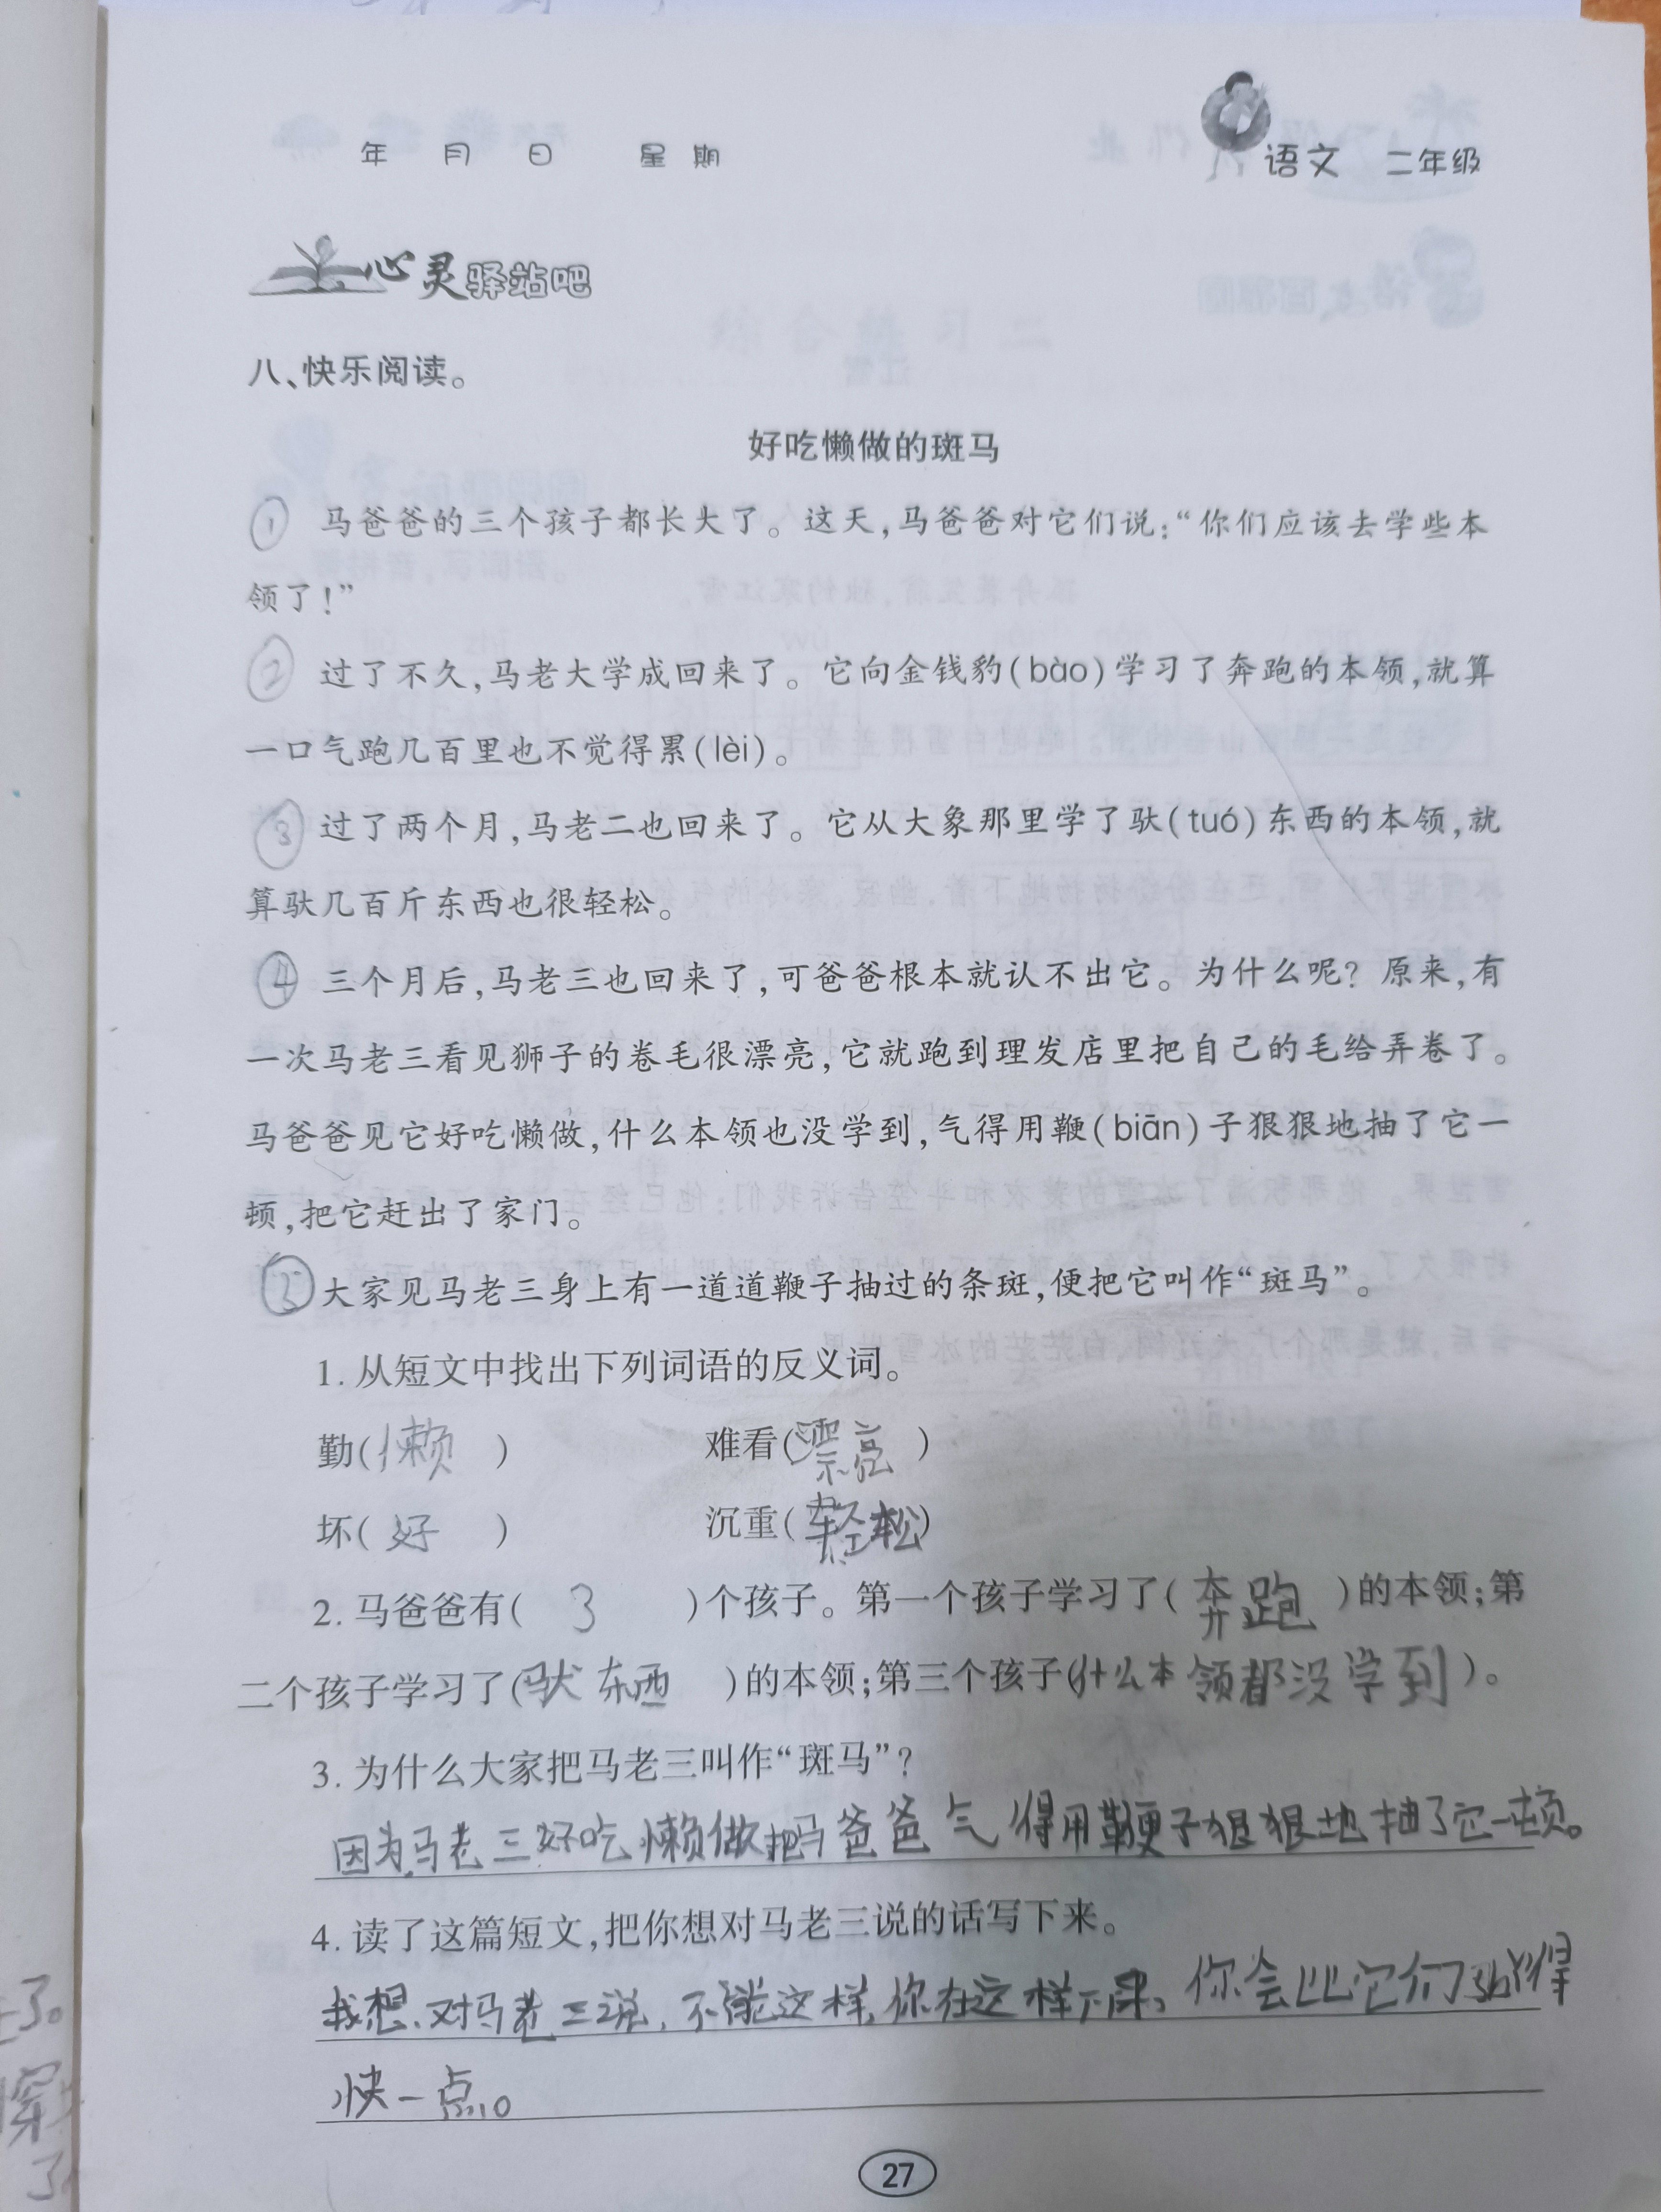 年 月 日 星期
语文 二年级
心灵驿站吧
八、快乐阅读。
好吃懒做的斑马
① 马爸爸的三个孩子都长大了。这天,马爸爸对它们说:“你们应该去学些本
领了!”
② 过了不久,马老大学成回来了。它向金钱豹(bào)学习了奔跑的本领,就算
一口气跑几百里也不觉得累(lèi)。
③ 过了两个月,马老二也回来了。它从大象那里学了驮(tuó)东西的本领,就
算驮几百斤东西也很轻松。
④ 三个月后,马老三也回来了,可爸爸根本就认不出它。为什么呢? 原来,有
一次马老三看见狮子的卷毛很漂亮,它就跑到理发店里把自己的毛给弄卷了。
马爸爸见它好吃懒做,什么本领也没学到,气得用鞭(biān)子狠狠地抽了它一
顿,把它赶出了家门。
⑤ 大家见马老三身上有一道道鞭子抽过的条斑,便把它叫作“斑马”。
1. 从短文中找出下列词语的反义词。
勤(懒) 难看(漂亮)
坏(好) 沉重(轻松)
2. 马爸爸有( 3 )个孩子。第一个孩子学习了(奔跑)的本领;第
二个孩子学习了(驮东西)的本领;第三个孩子(什么本领都没学到)。
3. 为什么大家把马老三叫作“斑马”?
因为马老三好吃懒做把马爸爸气得用鞭子狠狠地抽了它一顿。
4. 读了这篇短文,把你想对马老三说的话写下来。
我想、对马老三说,不能这样,你在这样下，你会比它们跑得
快一点。
27
了。
穿
了